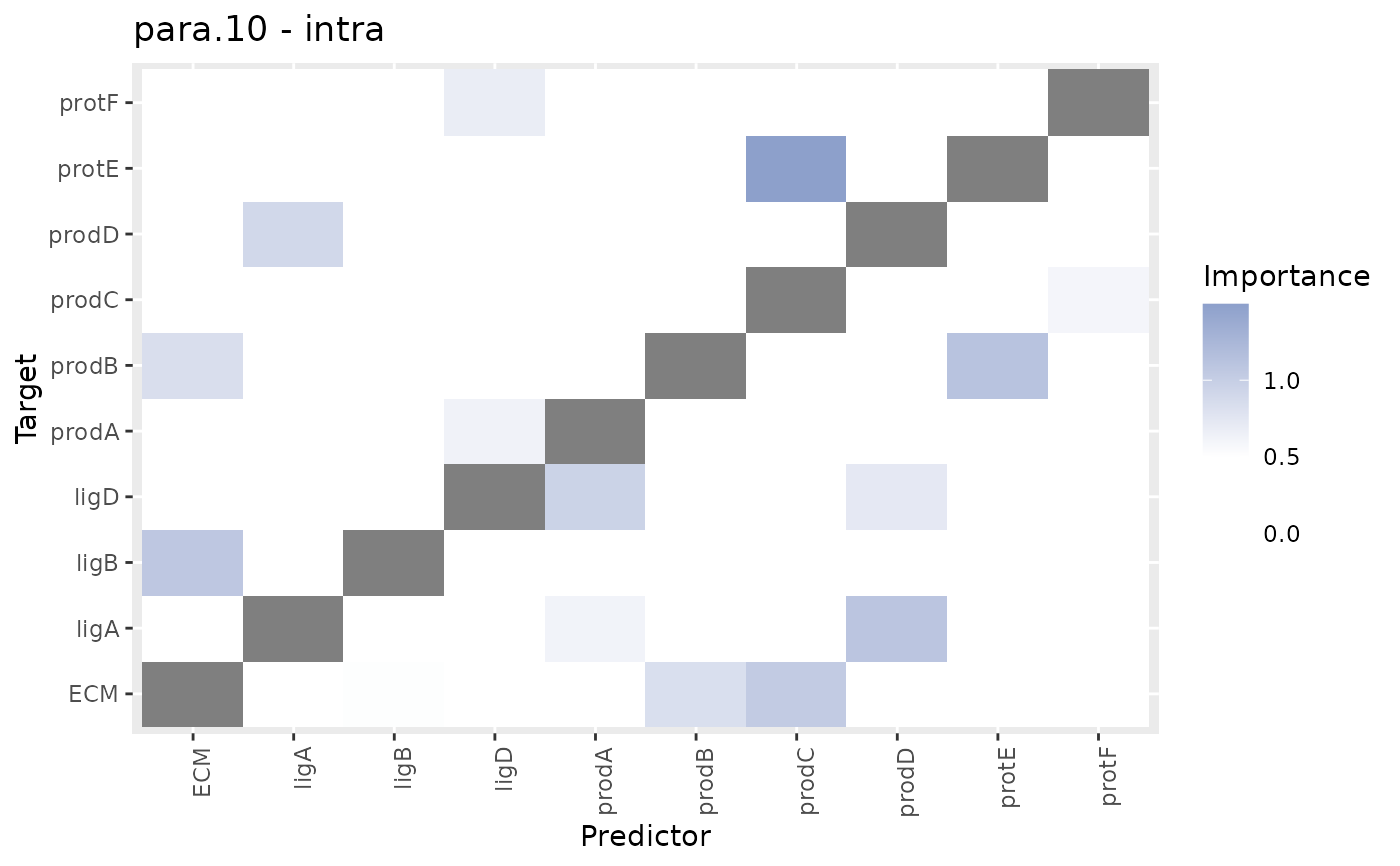 para.10 - intra
Target
protF
protE
prodD
prodC
prodB
prodA
ligD
ligB
ligA
ECM
ECM
ligA
ligB
ligD
prodA
prodB
prodC
prodD
protE
protF
Predictor
Importance
1.0
0.5
0.0